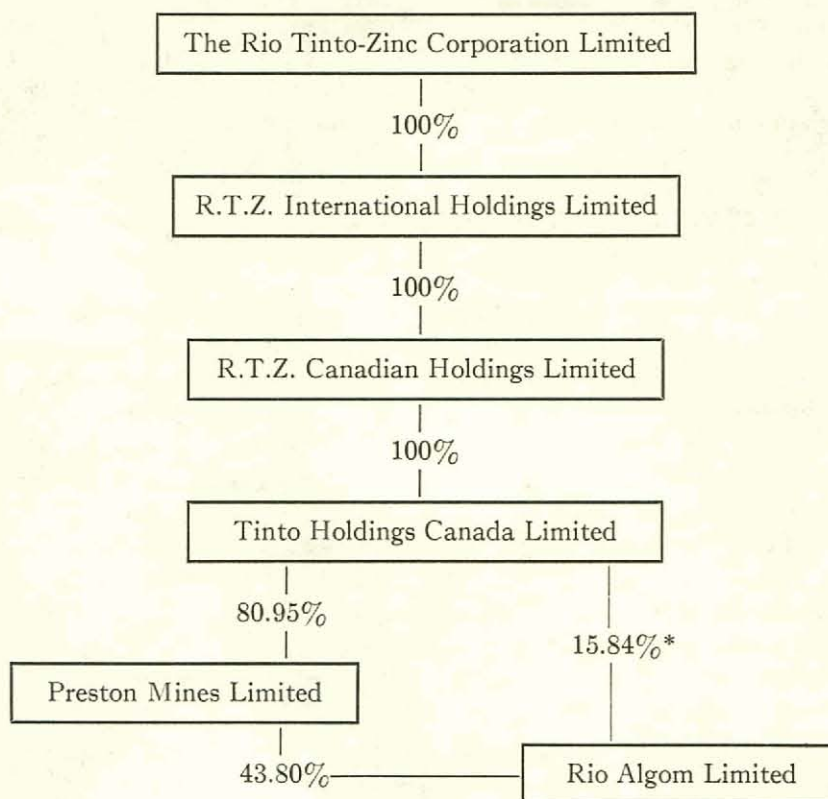 The Rio Tinto-Zinc Corporation Limited
100%
R.T.Z. International Holdings Limited
100%
R.T.Z. Canadian Holdings Limited
100%
Tinto Holdings Canada Limited
80.95%
15.84%*
Preston Mines Limited
43.80%
Rio Algom Limited